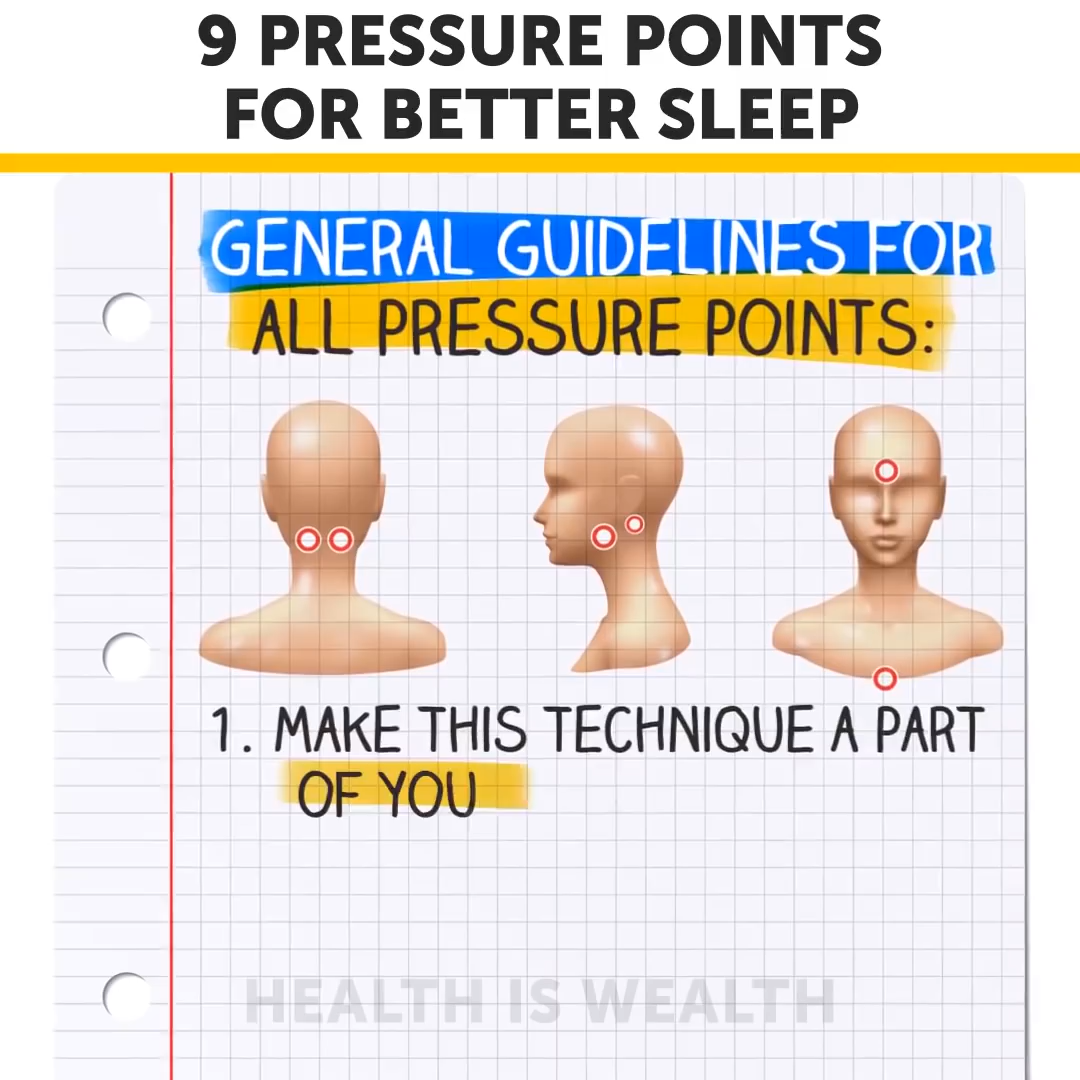 9 PRESSURE POINTS
FOR BETTER SLEEP
GENERAL GUIDELINES FOR
ALL PRESSURE POINTS:
1. MAKE THIS TECHNIQUE A PART
OF YOU
HEALTH IS WEALTH